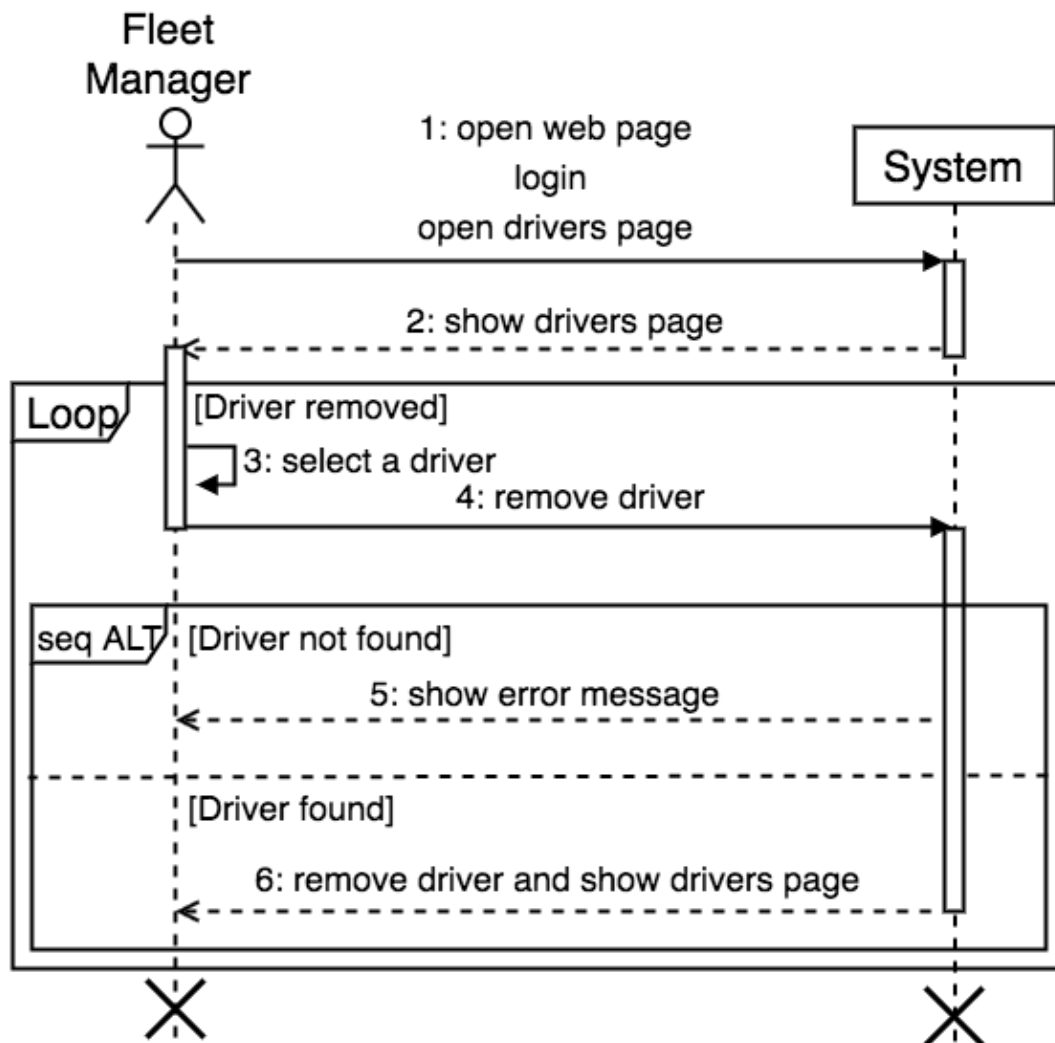 Fleet
Manager
1: open web page
login
open drivers page
System
2: show drivers page
Loop
[Driver removed]
3: select a driver
4: remove driver
seq ALT
[Driver not found]
5: show error message
[Driver found]
6: remove driver and show drivers page